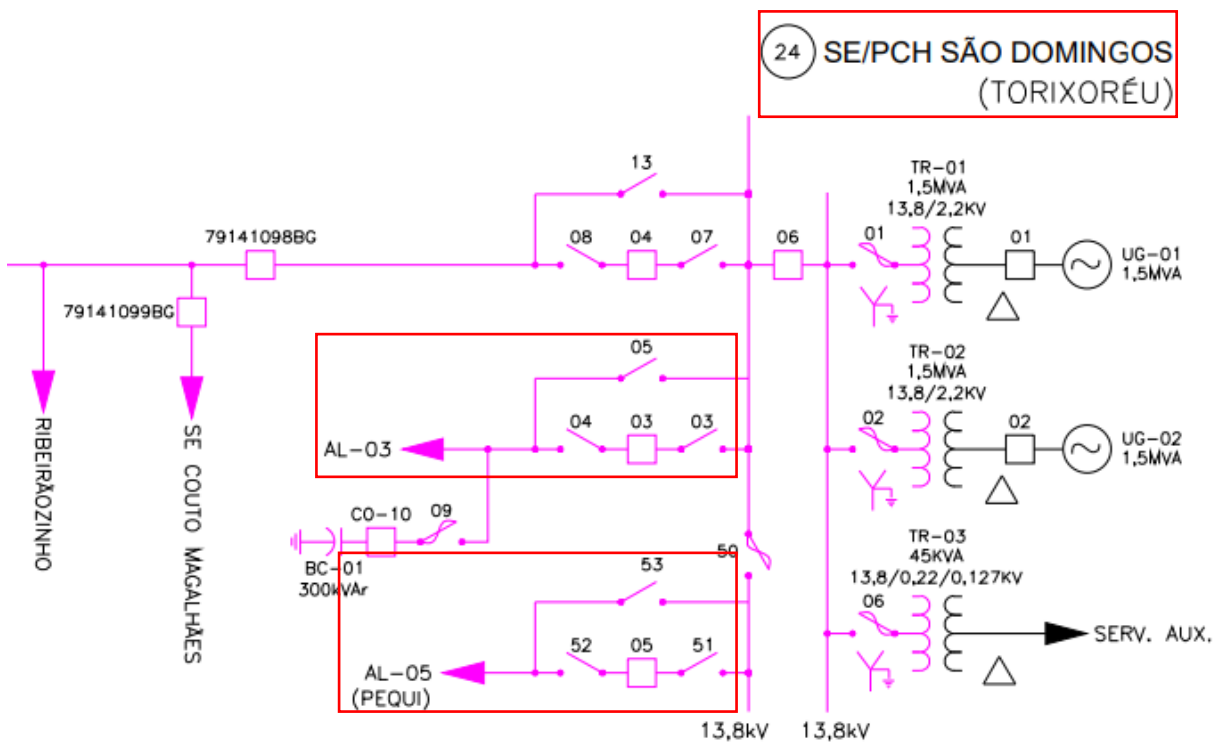 24 SE/PCH SÃO DOMINGOS
(TORIXORÉU)
13
79141098BG
08 04 07 06
79141099BG
RIBEIRÃOZINHO
SE COUTO MAGALHÃES
TR-01
1,5MVA
13,8/2,2KV
01
01
UG-01
1,5MVA
05
04 03 03
AL-03
TR-02
1,5MVA
13,8/2,2KV
02
02
UG-02
1,5MVA
CO-10 09
BC-01
300kVAr
50
53
52 05 51
AL-05
(PEQUI)
TR-03
45KVA
13,8/0,22/0,127KV
06
SERV. AUX.
13,8kV 13,8kV